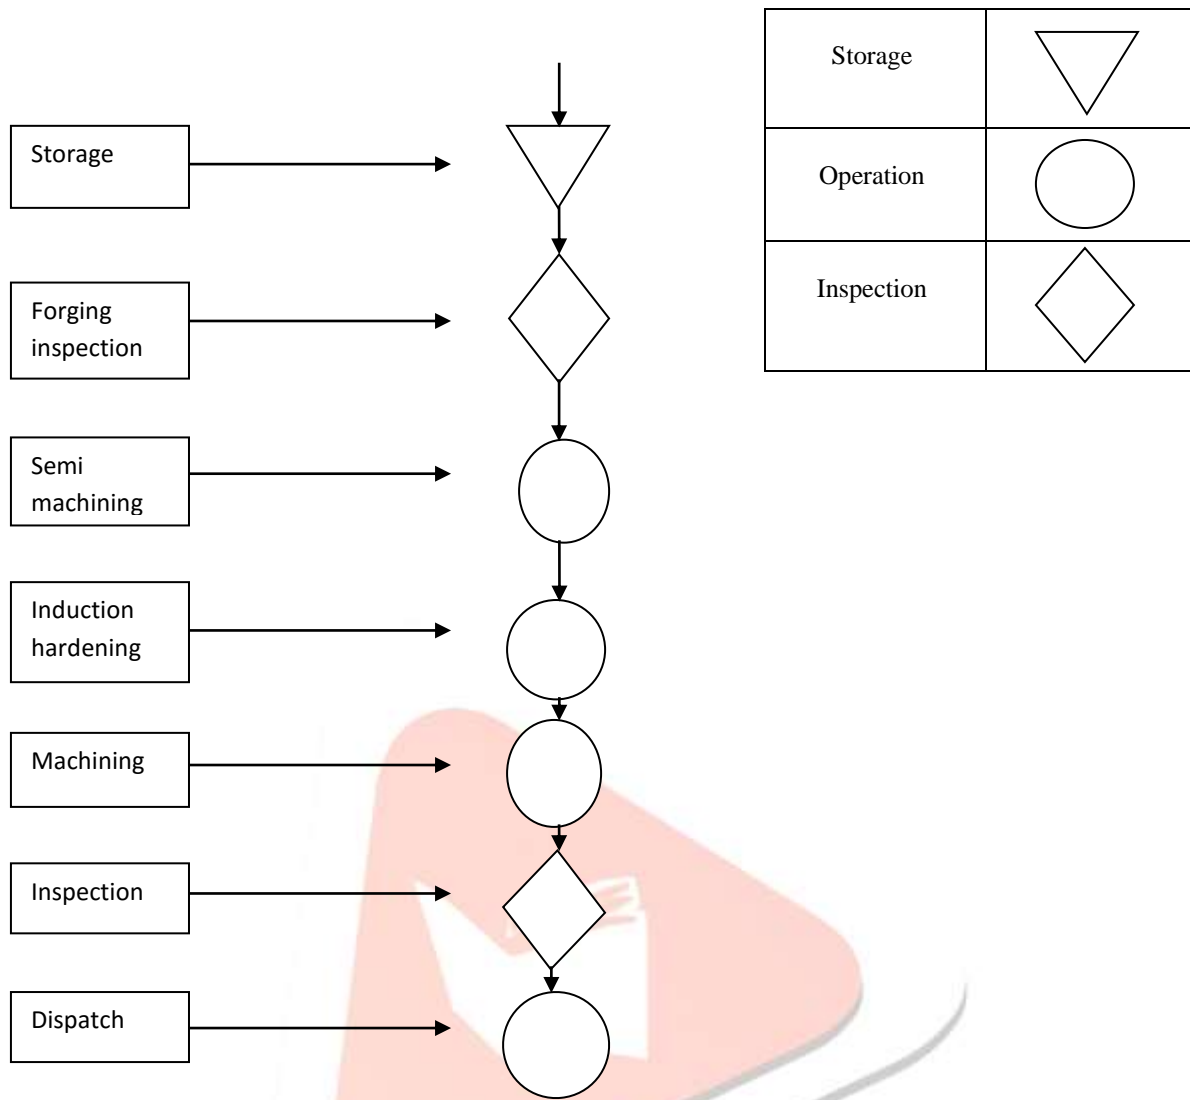 Storage
Forging
inspection
Semi
machining
Induction
hardening
Machining
Inspection
Dispatch
Storage
Operation
Inspection